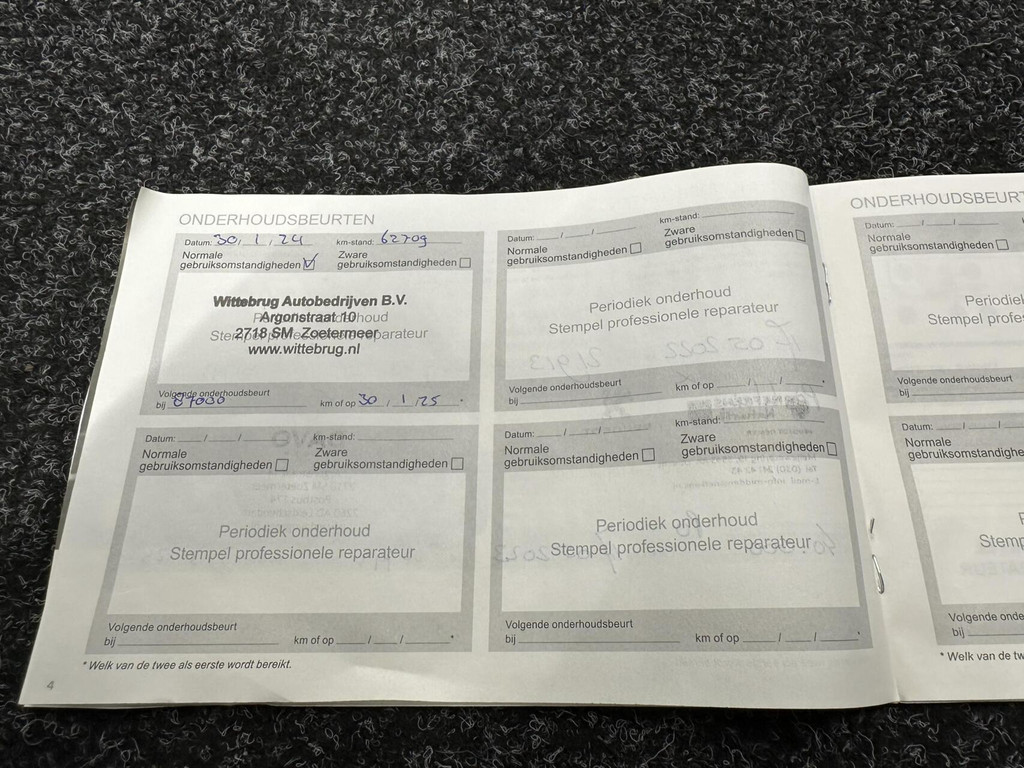 ONDERHOUDSBEURTEN
Datum: 30 / 1 / 24 km-stand: 62709
Normale gebruiksomstandigheden ☑ Zware gebruiksomstandigheden ☐
Periodiek onderhoud
Stempel professionele reparateur
Wittebrug Autobedrijven B.V.
Argonstraat 10
2718 SM Zoetermeer
www.wittebrug.nl
Volgende onderhoudsbeurt
bij 87000 km of op 30 / 1 / 25 *
Datum: / / km-stand:
Normale gebruiksomstandigheden ☐ Zware gebruiksomstandigheden ☐
Periodiek onderhoud
Stempel professionele reparateur
Volgende onderhoudsbeurt
bij km of op / / *
Datum: / / km-stand:
Normale gebruiksomstandigheden ☐ Zware gebruiksomstandigheden ☐
Periodiek onderhoud
Stempel professionele reparateur
Volgende onderhoudsbeurt
bij km of op / / *
Datum: / / km-stand:
Normale gebruiksomstandigheden ☐ Zware gebruiksomstandigheden ☐
Periodiek onderhoud
Stempel professionele reparateur
Volgende onderhoudsbeurt
bij km of op / / *
* Welk van de twee als eerste wordt bereikt.
4
ONDERHOUDSBEURT
Datum: / /
Normale
gebruiksomstandigheden ☐
Periodiek
Stempel profess
Volgende onderhoudsbeurt
bij
Datum: / /
Normale
gebruiksomstandighede
Stemp
Volgende onde
bij
* Welk van de tw